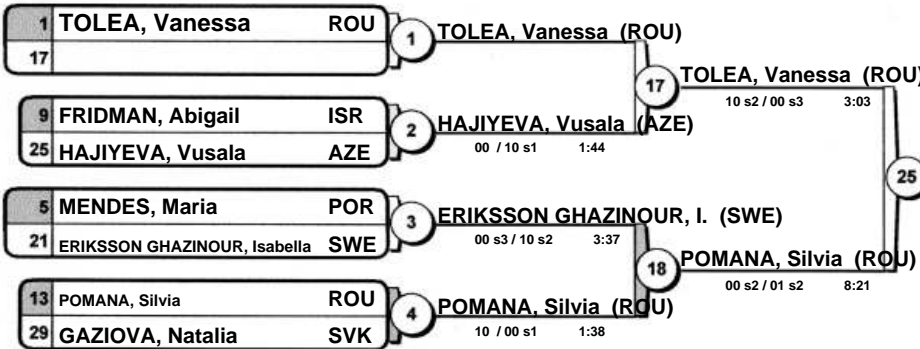 1 TOLEA, Vanessa ROU
17
1
TOLEA, Vanessa (ROU)
17
TOLEA, Vanessa (ROU)
10 s2 / 00 s3 3:03
9 FRIDMAN, Abigail ISR
25 HAJIYEVA, Vusala AZE
2
HAJIYEVA, Vusala (AZE)
00 / 10 s1 1:44
25
5 MENDES, Maria POR
21 ERIKSSON GHAZINOUR, Isabella SWE
3
ERIKSSON GHAZINOUR, I. (SWE)
00 s3 / 10 s2 3:37
18
POMANA, Silvia (ROU)
00 s2 / 01 s2 8:21
13 POMANA, Silvia ROU
29 GAZIOVA, Natalia SVK
4
POMANA, Silvia (ROU)
10 / 00 s1 1:38